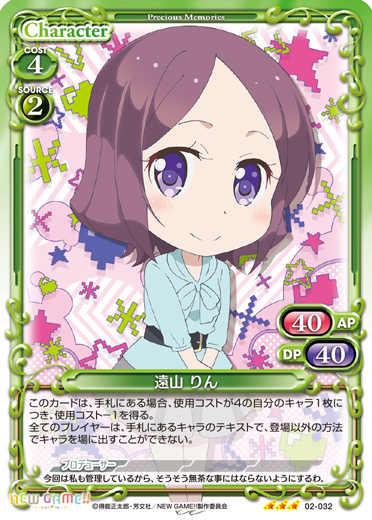 Precious Memories
Character
COST
4
SOURCE
2
40 AP
DP 40
遠山 りん
このカードは、手札にある場合、使用コストが4の自分のキャラ1枚に
つき、使用コスト−1を得る。
全てのプレイヤーは、手札にあるキャラのテキストで、登場以外の方法
でキャラを場に出すことができない。
プロデューサー
今回は私も管理しているから、そうそう無茶な事にはならないようにするわ。
NEW GAME!!
©得能正太郎・芳文社／NEW GAME!!製作委員会
02-032